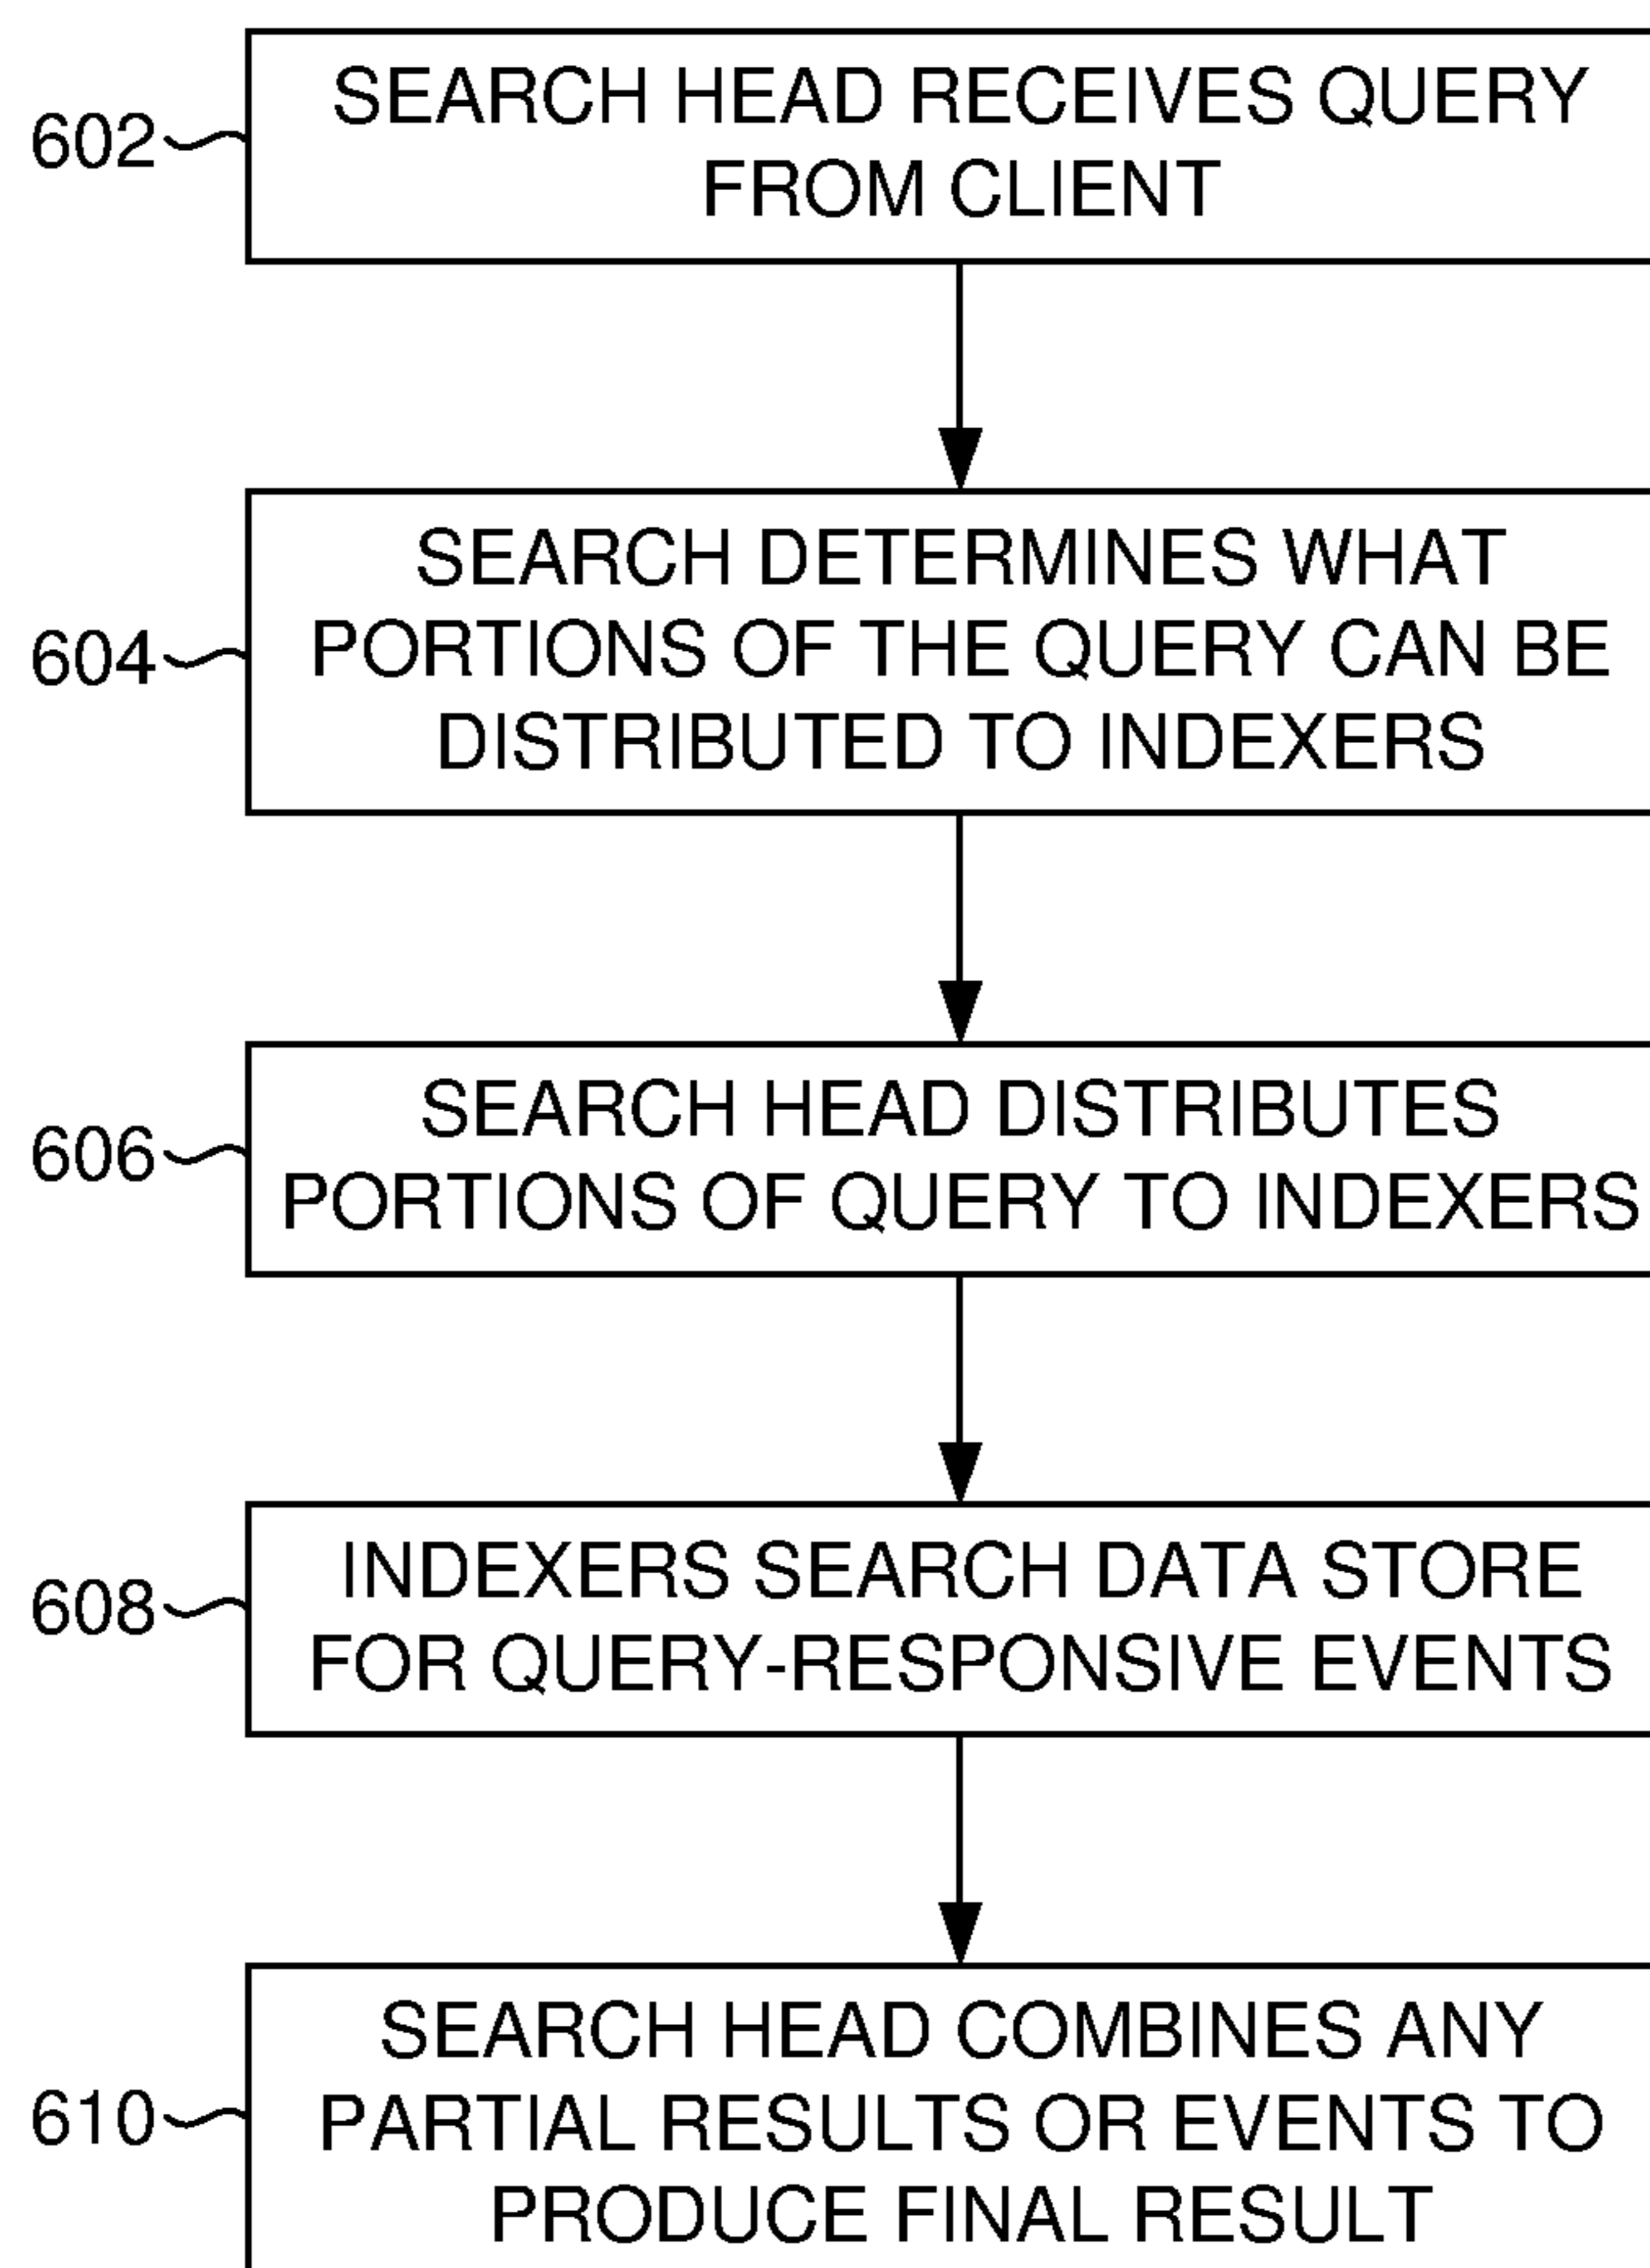 602
SEARCH HEAD RECEIVES QUERY
FROM CLIENT
604
SEARCH DETERMINES WHAT
PORTIONS OF THE QUERY CAN BE
DISTRIBUTED TO INDEXERS
606
SEARCH HEAD DISTRIBUTES
PORTIONS OF QUERY TO INDEXERS
608
INDEXERS SEARCH DATA STORE
FOR QUERY-RESPONSIVE EVENTS
610
SEARCH HEAD COMBINES ANY
PARTIAL RESULTS OR EVENTS TO
PRODUCE FINAL RESULT